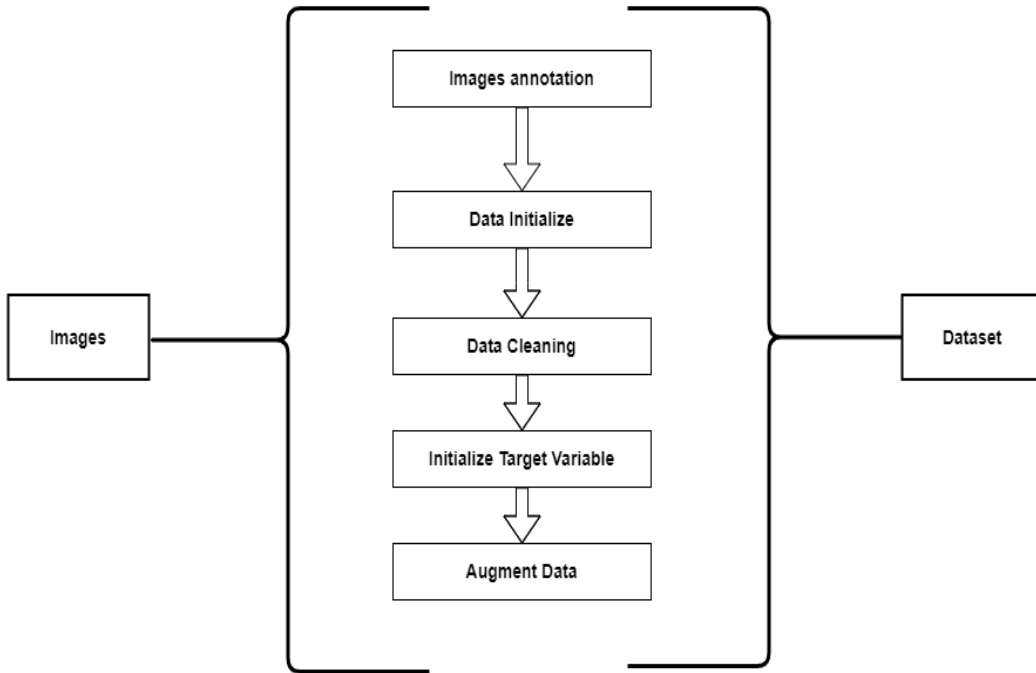 Images annotation
Data Initialize
Images
Data Cleaning
Dataset
Initialize Target Variable
Augment Data